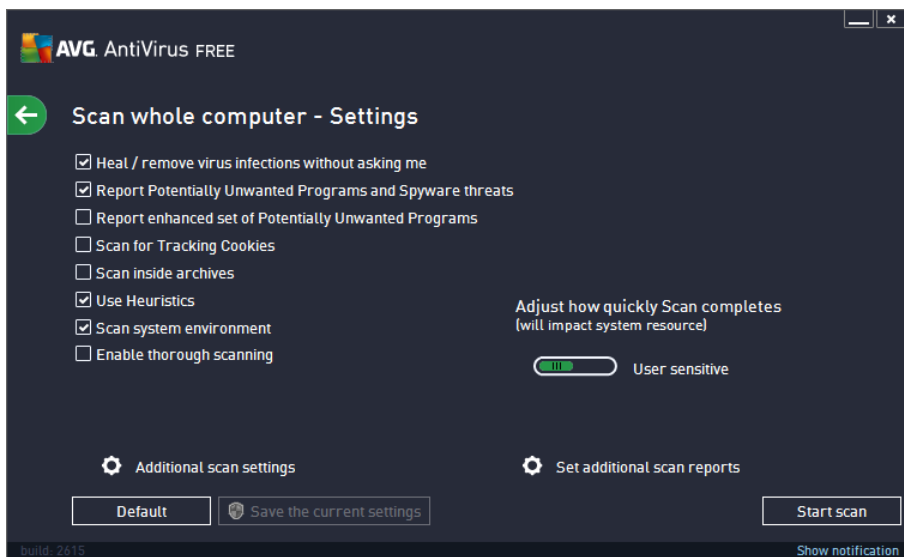 AVG. AntiVirus FREE
Scan whole computer - Settings
Heal / remove virus infections without asking me
Report Potentially Unwanted Programs and Spyware threats
Report enhanced set of Potentially Unwanted Programs
Scan for Tracking Cookies
Scan inside archives
Use Heuristics
Scan system environment
Enable thorough scanning
Adjust how quickly Scan completes
(will impact system resource)
User sensitive
Additional scan settings
Set additional scan reports
Default
Save the current settings
Start scan
build: 2615
Show notification